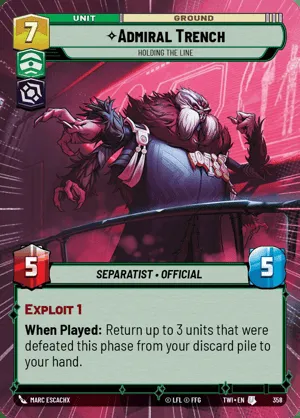 UNIT GROUND
7
✧ADMIRAL TRENCH
HOLDING THE LINE
5
SEPARATIST • OFFICIAL
5
EXPLOIT 1
When Played: Return up to 3 units that were
defeated this phase from your discard pile to
your hand.
MARC ESCACHX
© LFL © FFG
TWI • EN
358